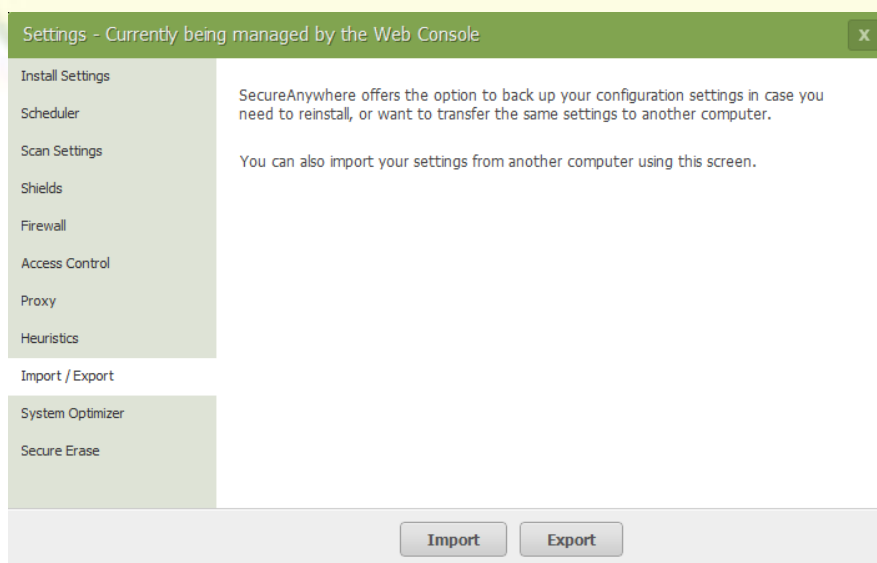 Settings - Currently being managed by the Web Console
X
Install Settings
Scheduler
Scan Settings
Shields
Firewall
Access Control
Proxy
Heuristics
Import / Export
System Optimizer
Secure Erase
SecureAnywhere offers the option to back up your configuration settings in case you
need to reinstall, or want to transfer the same settings to another computer.
You can also import your settings from another computer using this screen.
Import
Export